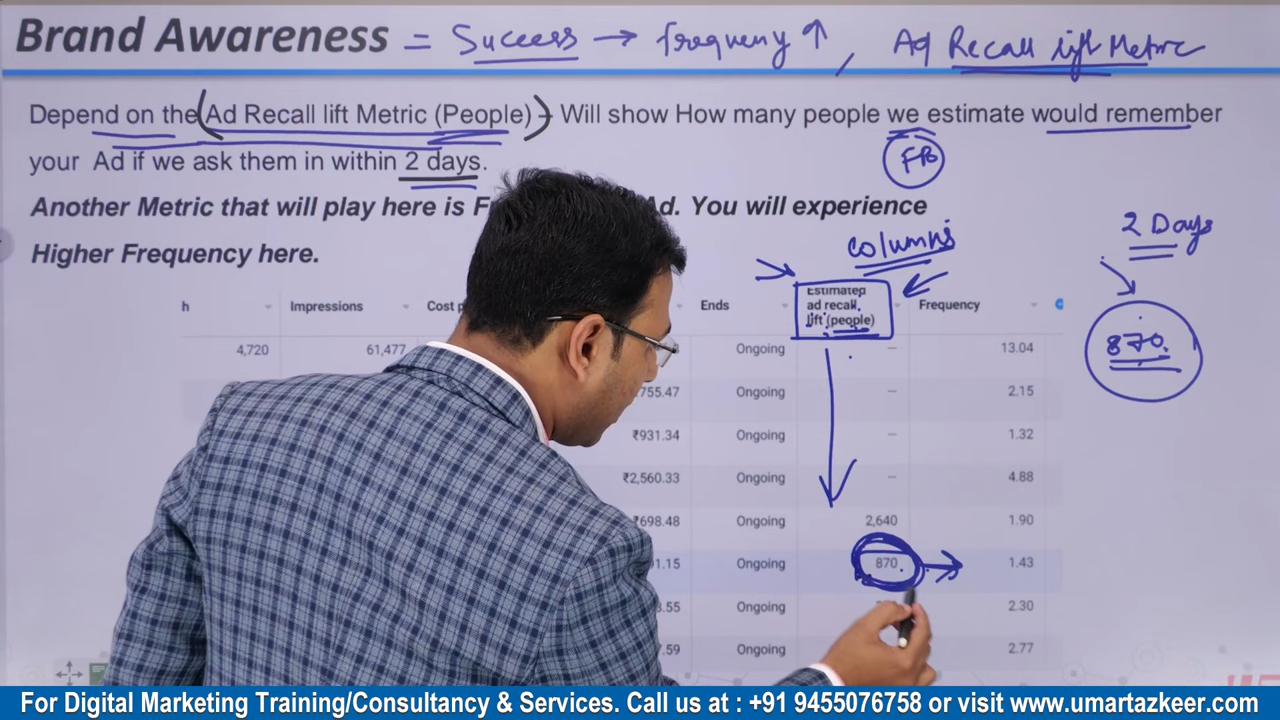 Brand Awareness = Success → frequency ↑, Ad Recall lift Metric
Depend on the (Ad Recall lift Metric (People) - Will show How many people we estimate would remember
your Ad if we ask them in within 2 days.
FB
Another Metric that will play here is Ad. You will experience
Higher Frequency here.
columns
2 Days
870.
h Impressions Cost Ends Estimated Frequency
ad recall
lift (people)
4,720 61,477 Ongoing — 13.04
755.47 Ongoing — 2.15
₹931.34 Ongoing — 1.32
₹2,560.33 Ongoing — 4.88
₹698.48 Ongoing 2,640 1.90
1.15 Ongoing 870 1.43
.55 Ongoing 2.30
.59 Ongoing 2.77
For Digital Marketing Training/Consultancy & Services. Call us at : +91 9455076758 or visit www.umartazkeer.com